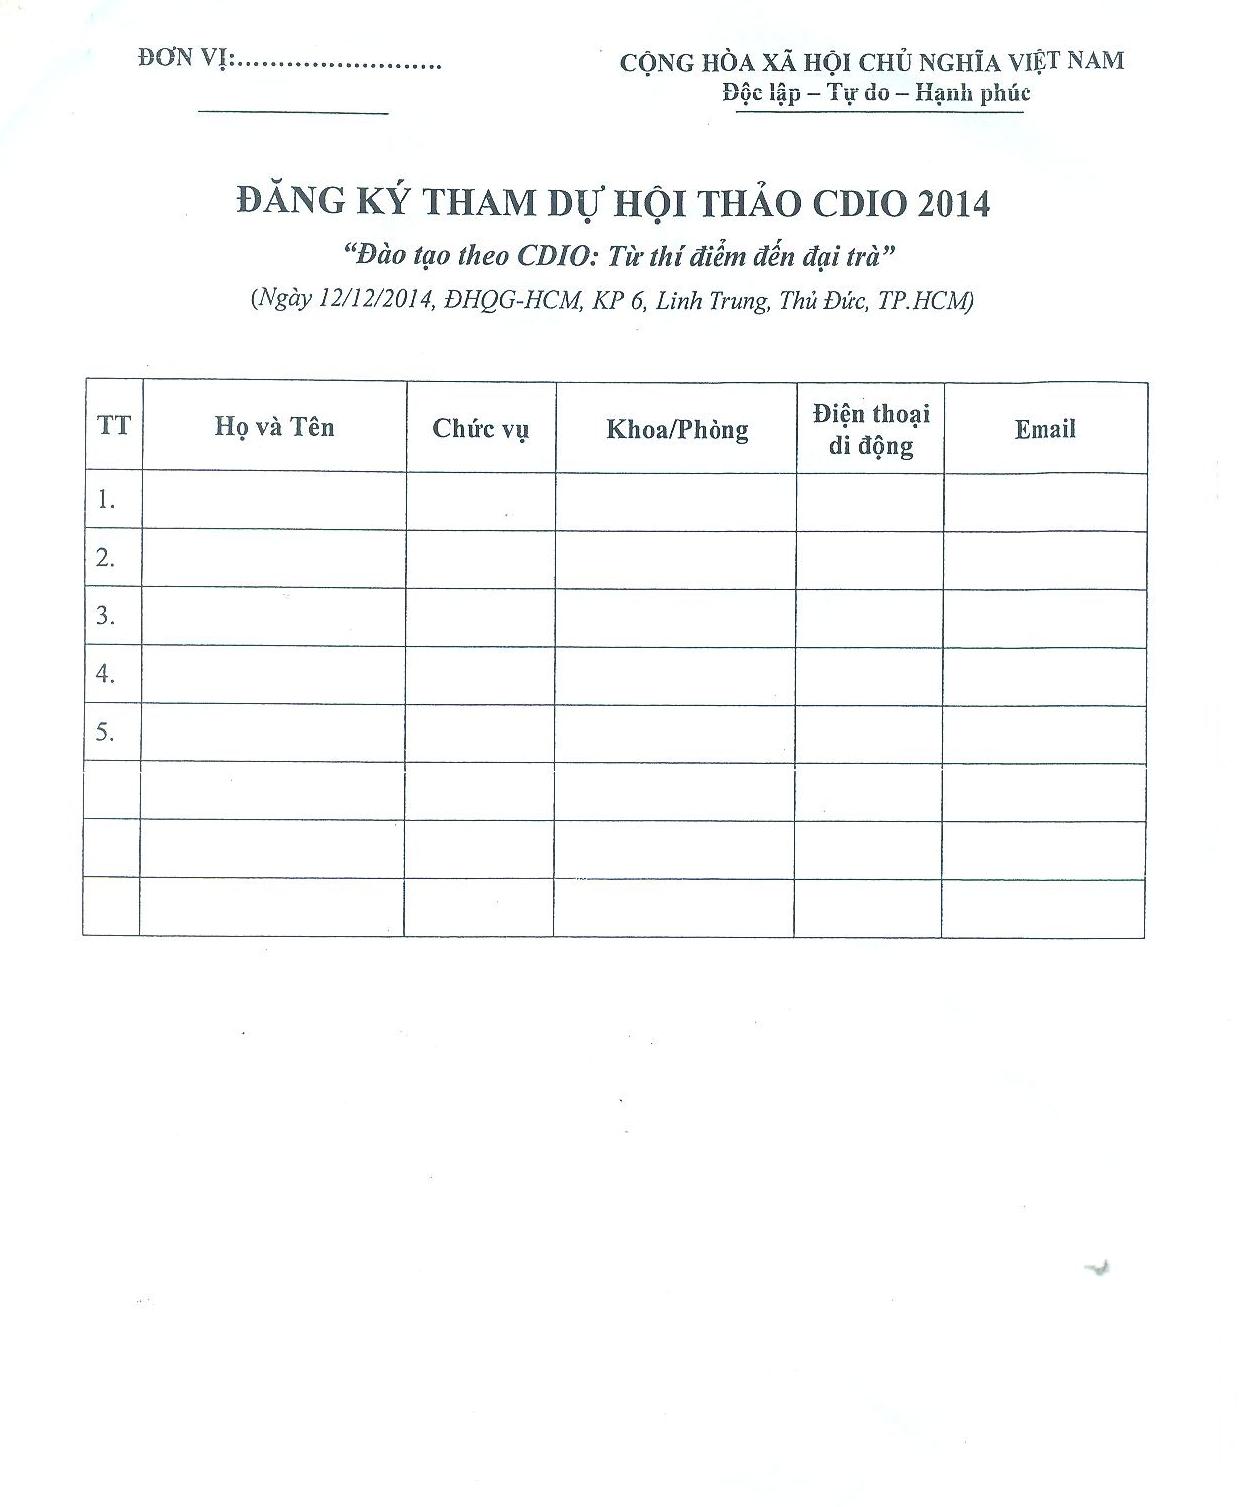 ĐƠN VỊ:.........................
CỘNG HÒA XÃ HỘI CHỦ NGHĨA VIỆT NAM
Độc lập – Tự do – Hạnh phúc
ĐĂNG KÝ THAM DỰ HỘI THẢO CDIO 2014
“Đào tạo theo CDIO: Từ thí điểm đến đại trà”
(Ngày 12/12/2014, ĐHQG-HCM, KP 6, Linh Trung, Thủ Đức, TP.HCM)
TT Họ và Tên Chức vụ Khoa/Phòng Điện thoại di động Email
1.
2.
3.
4.
5.